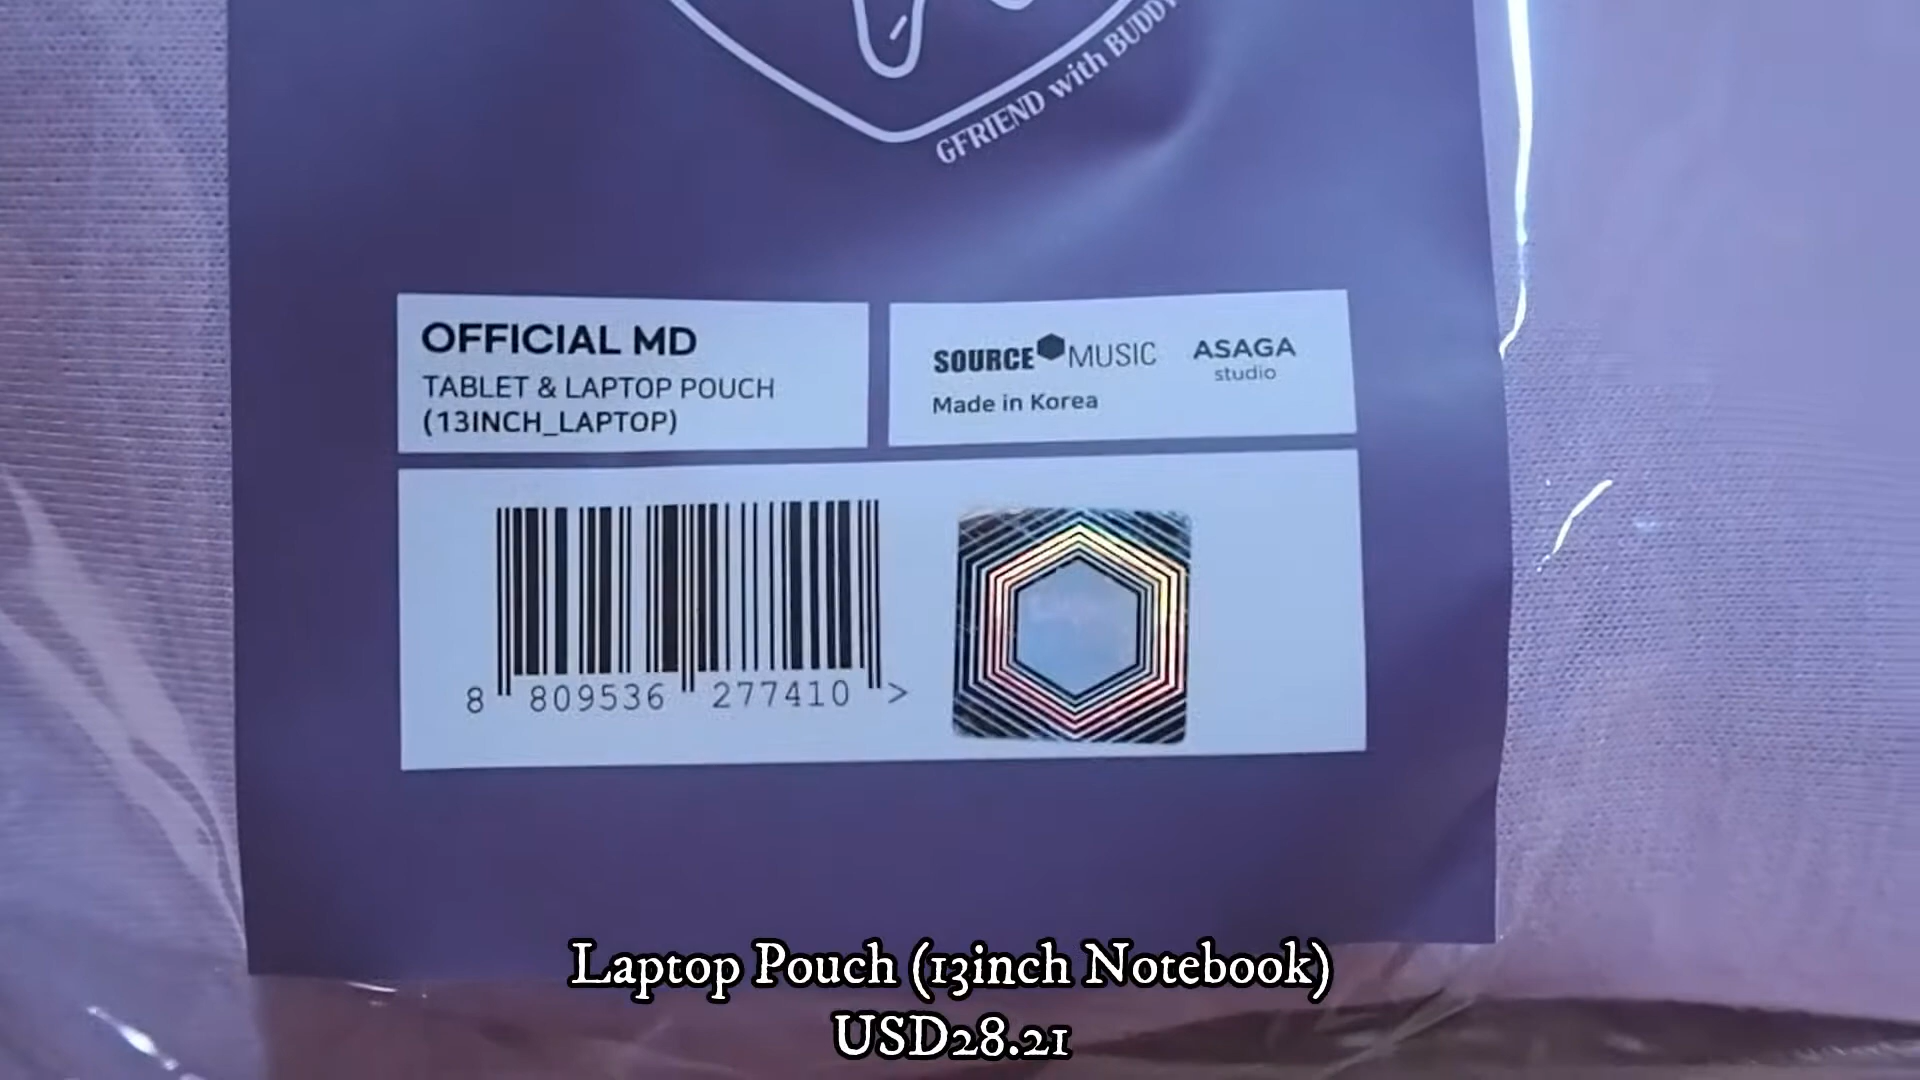 GFRIEND with BUDDY
OFFICIAL MD
TABLET & LAPTOP POUCH
(13INCH_LAPTOP)
SOURCE MUSIC
ASAGA
studio
Made in Korea
8 809536 277410 >
Laptop Pouch (13inch Notebook)
USD28.21